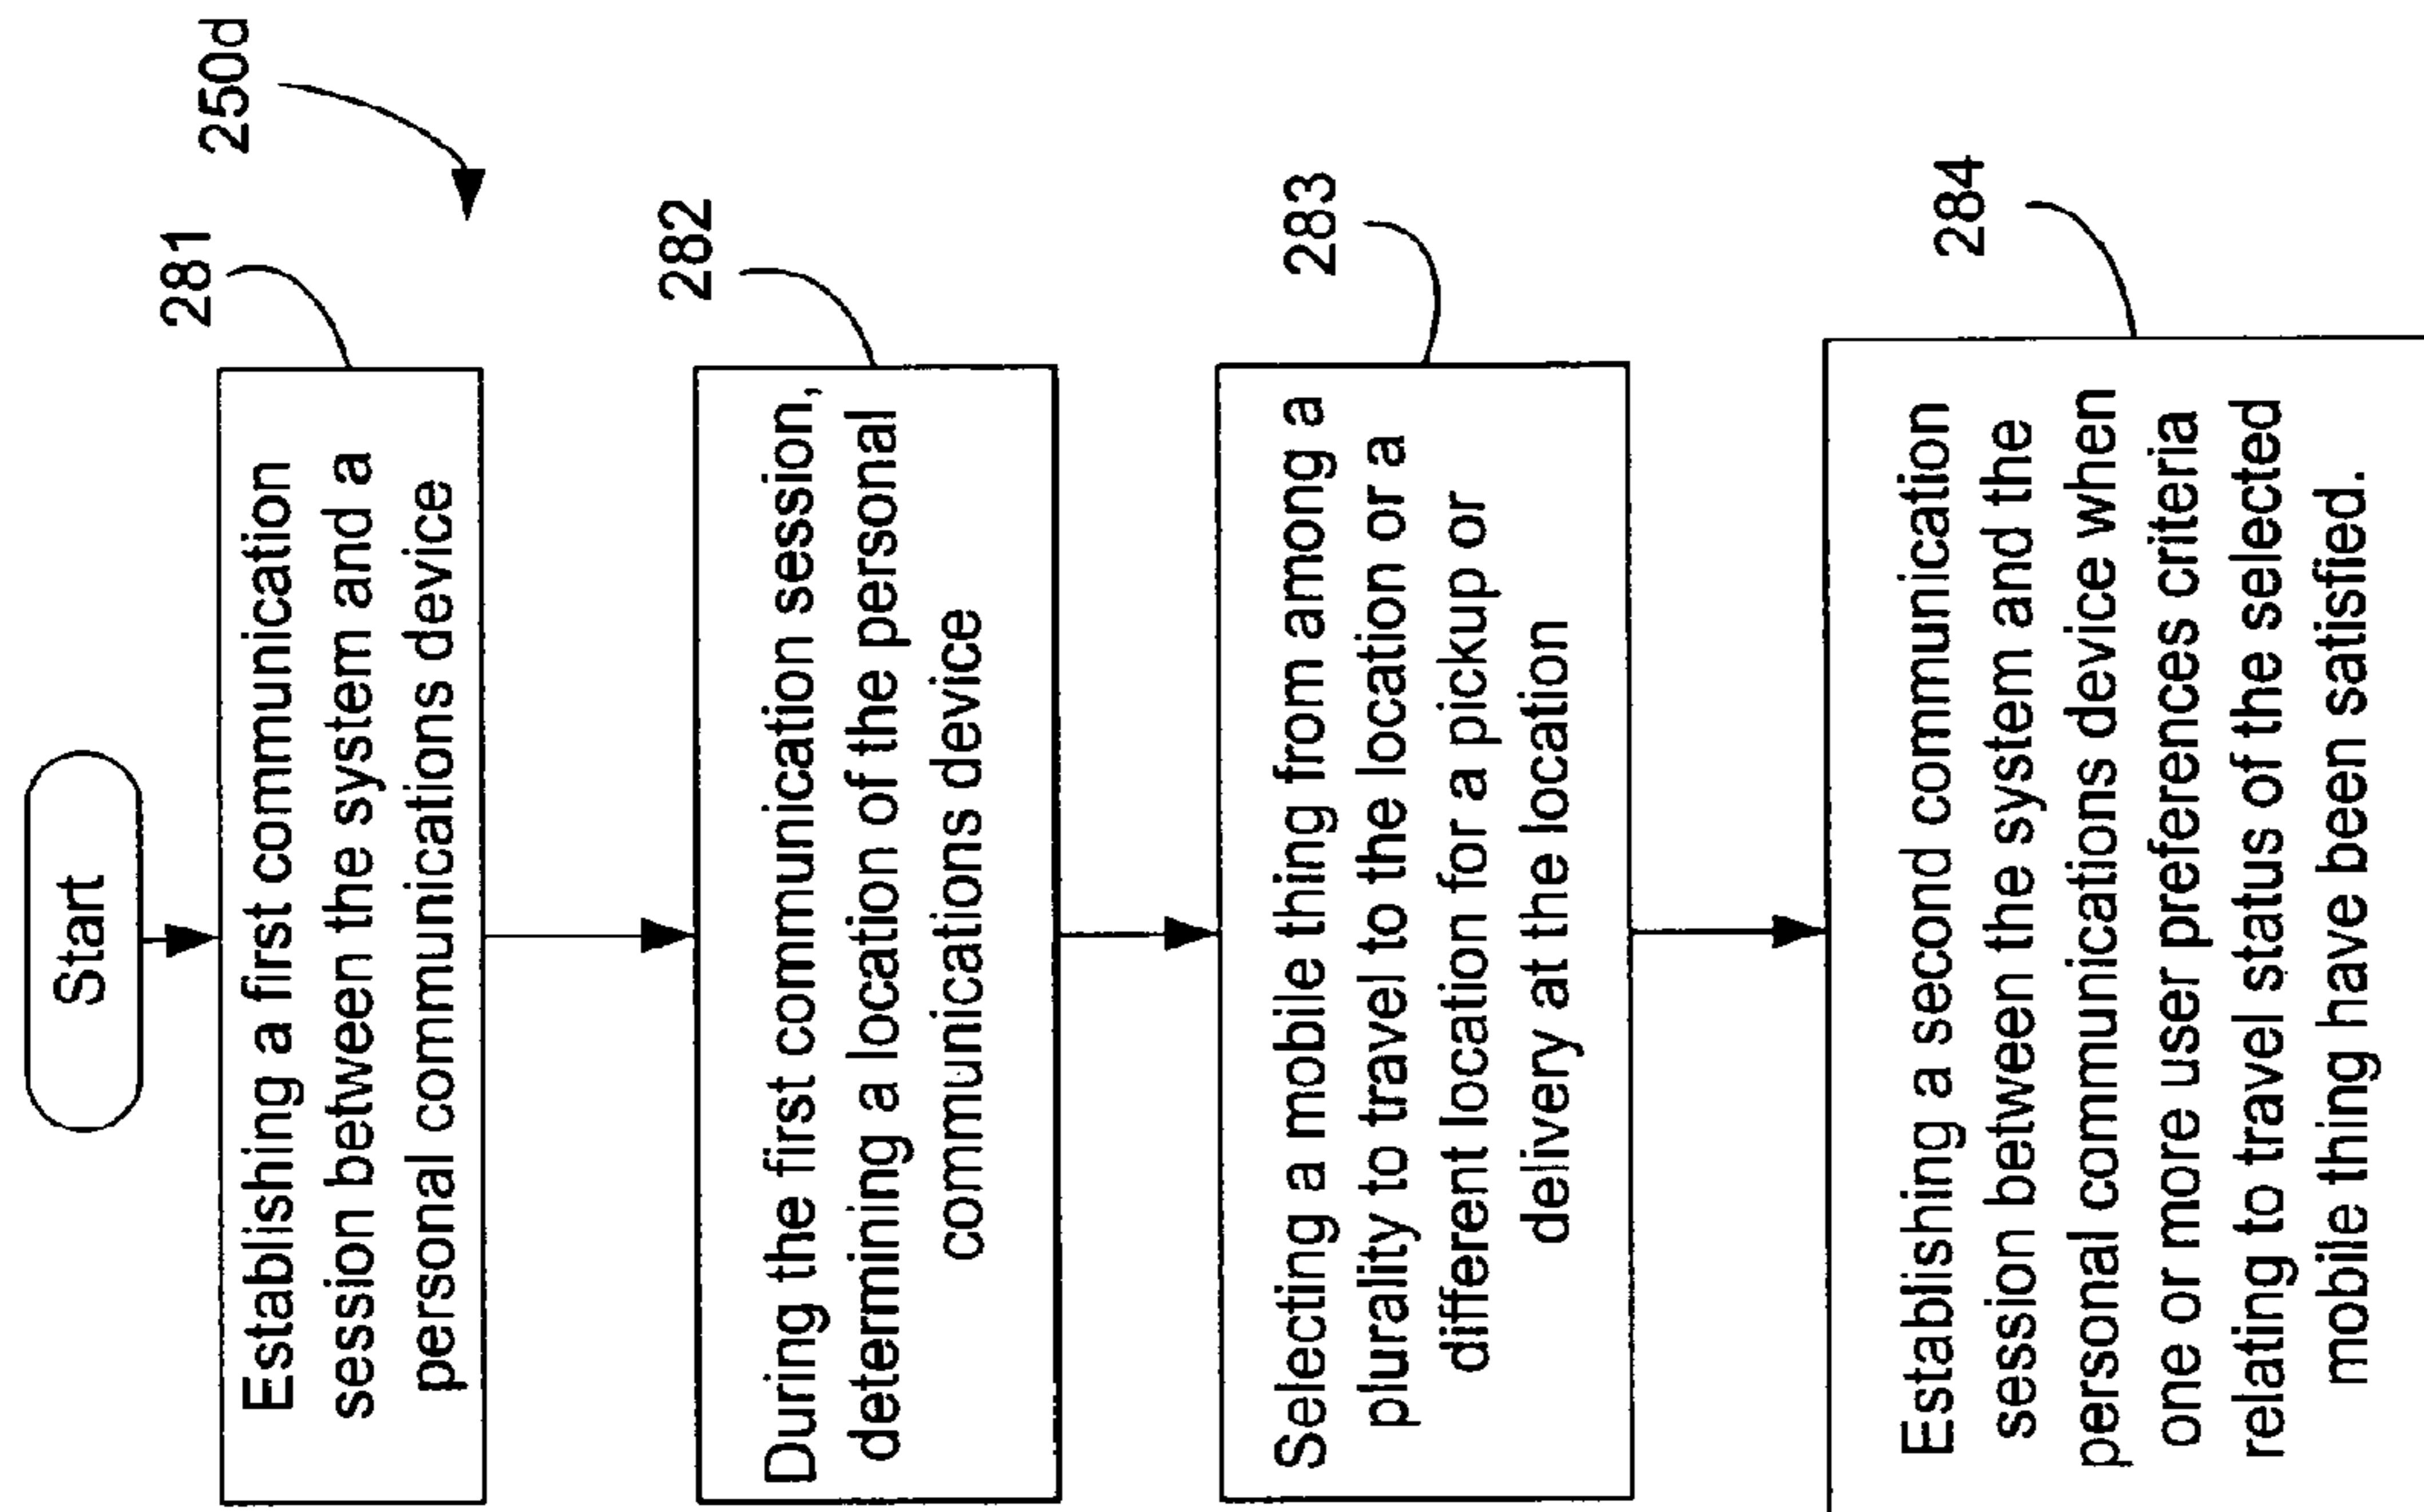 Start
250d
281
Establishing a first communication
session between the system and a
personal communications device
282
During the first communication session,
determining a location of the personal
communications device
283
Selecting a mobile thing from among a
plurality to travel to the location or a
different location for a pickup or
delivery at the location
284
Establishing a second communication
session between the system and the
personal communications device when
one or more user preferences criteria
relating to travel status of the selected
mobile thing have been satisfied.